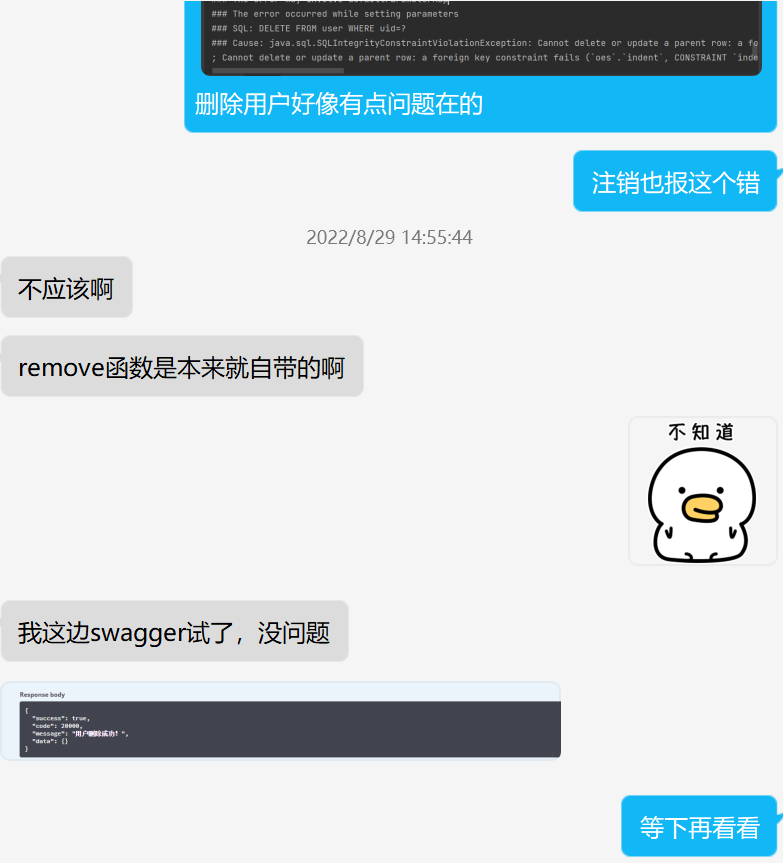 ### The error occurred while setting parameters
### SQL: DELETE FROM user WHERE uid=?
### Cause: java.sql.SQLIntegrityConstraintViolationException: Cannot delete or update a parent row: a fo
; Cannot delete or update a parent row: a foreign key constraint fails (`oes`.`indent`, CONSTRAINT `inde
删除用户好像有点问题在的
注销也报这个错
2022/8/29 14:55:44
不应该啊
remove函数是本来就自带的啊
不知道
我这边swagger试了，没问题
Response body
{
"success": true,
"code": 20000,
"message": "用户删除成功！",
"data": {}
}
等下再看看